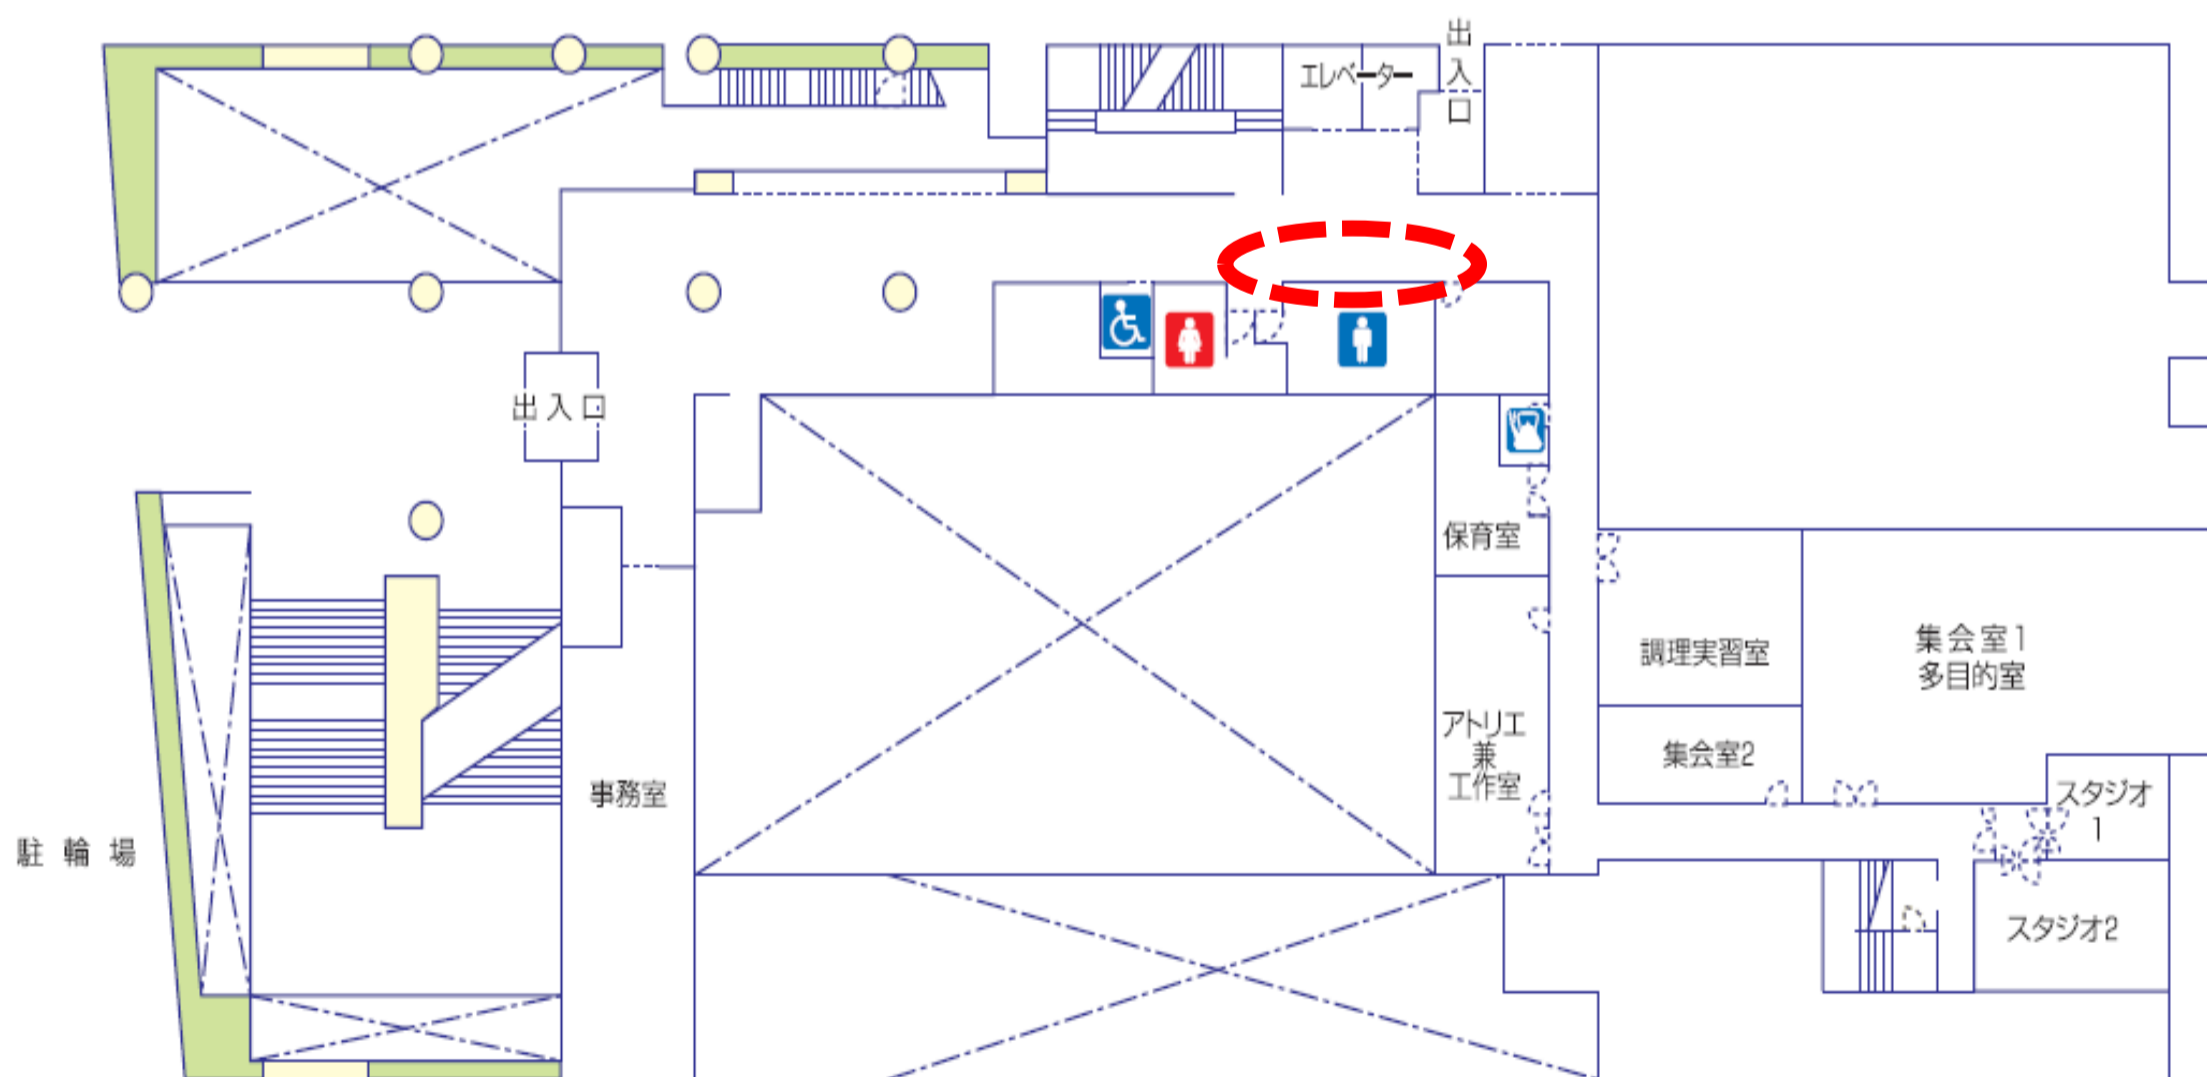 エレベーター
出入口
出入口
保育室
調理実習室
集会室1
多目的室
アトリエ
兼
工作室
集会室2
スタジオ
1
事務室
駐輪場
スタジオ2